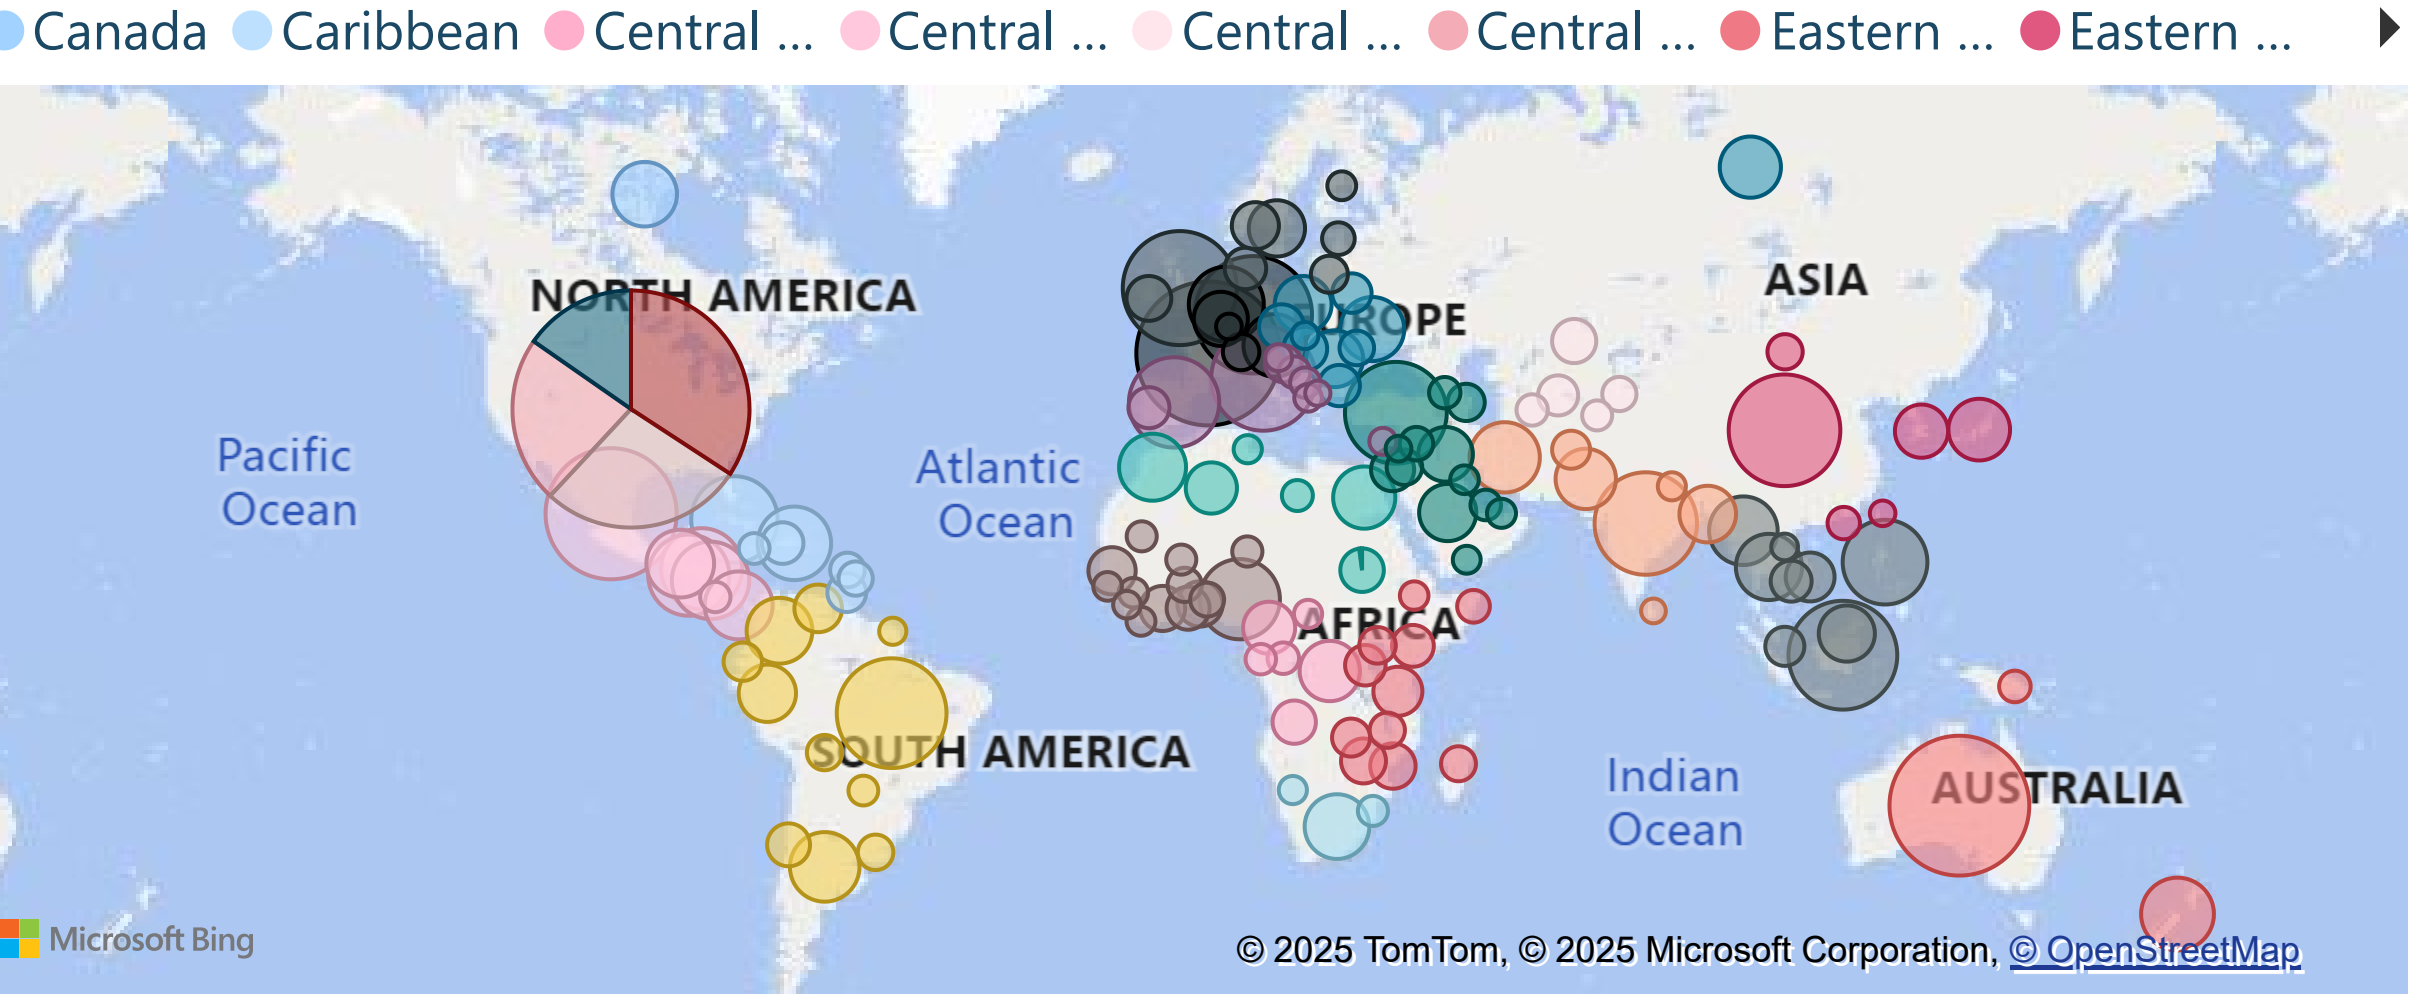 Canada Caribbean Central ... Central ... Central ... Central ... Eastern ... Eastern ...
NORTH AMERICA
ASIA
EUROPE
Pacific
Ocean
Atlantic
Ocean
AFRICA
SOUTH AMERICA
Indian
Ocean
AUSTRALIA
Microsoft Bing
© 2025 TomTom, © 2025 Microsoft Corporation, © OpenStreetMap